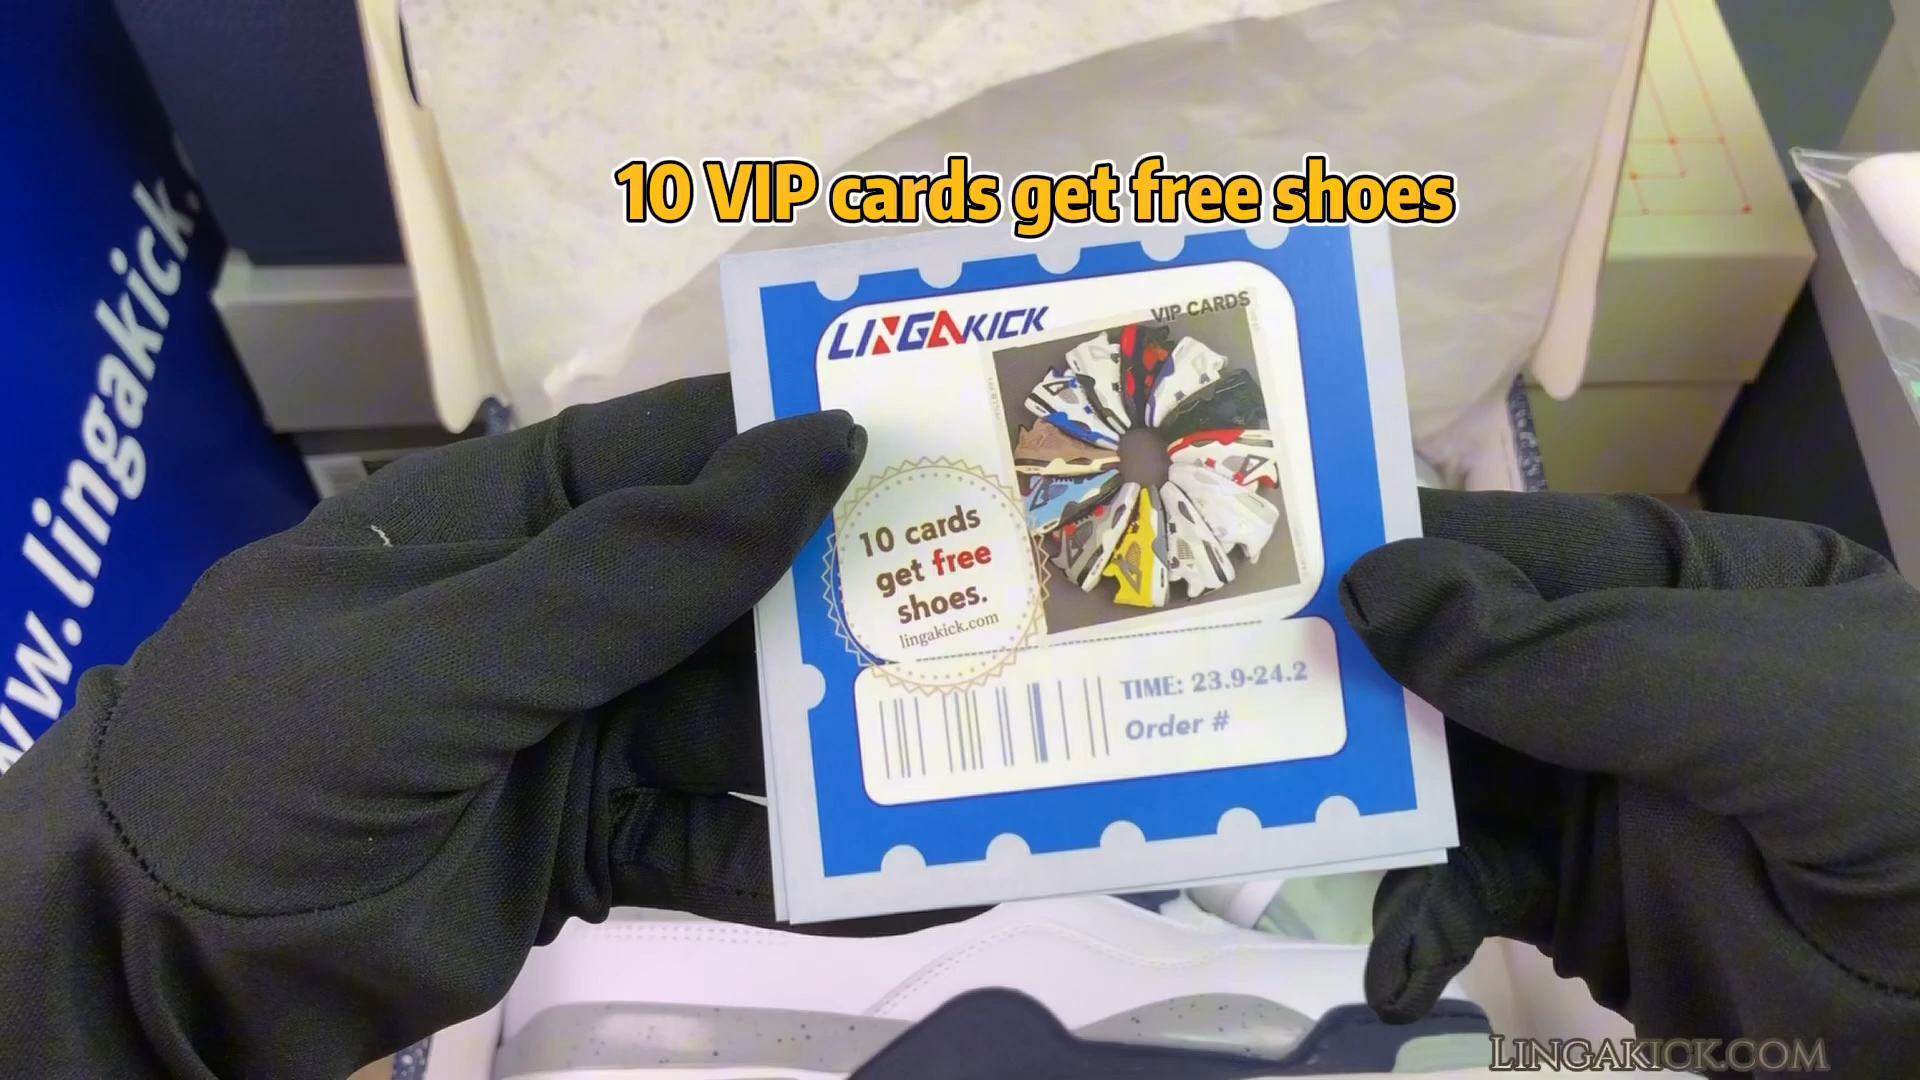 10 VIP cards get free shoes
www.lingakick.
LINGAKICK
VIP CARDS
10 cards
get free
shoes.
lingakick.com
TIME: 23.9-24.2
Order #
LINGAKICK.COM